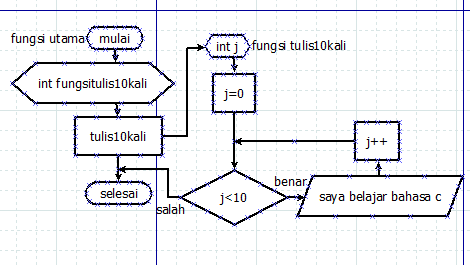 fungsi utama
mulai
int fungsitulis10kali
tulis10kali
selesai
int j
fungsi tulis10kali
j=0
j++
j<10
benar
salah
saya belajar bahasa c